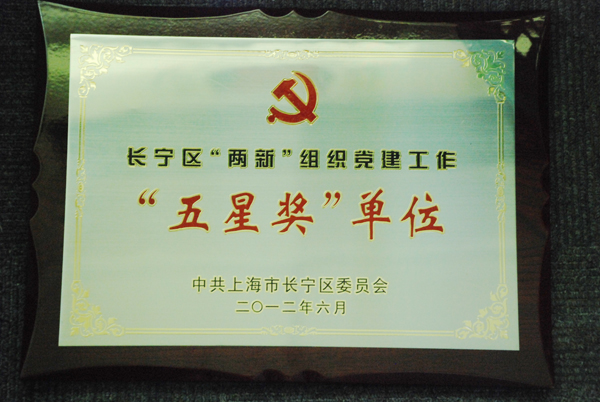 长宁区“两新”组织党建工作
“五星奖”单位
中共上海市长宁区委员会
二〇一二年六月